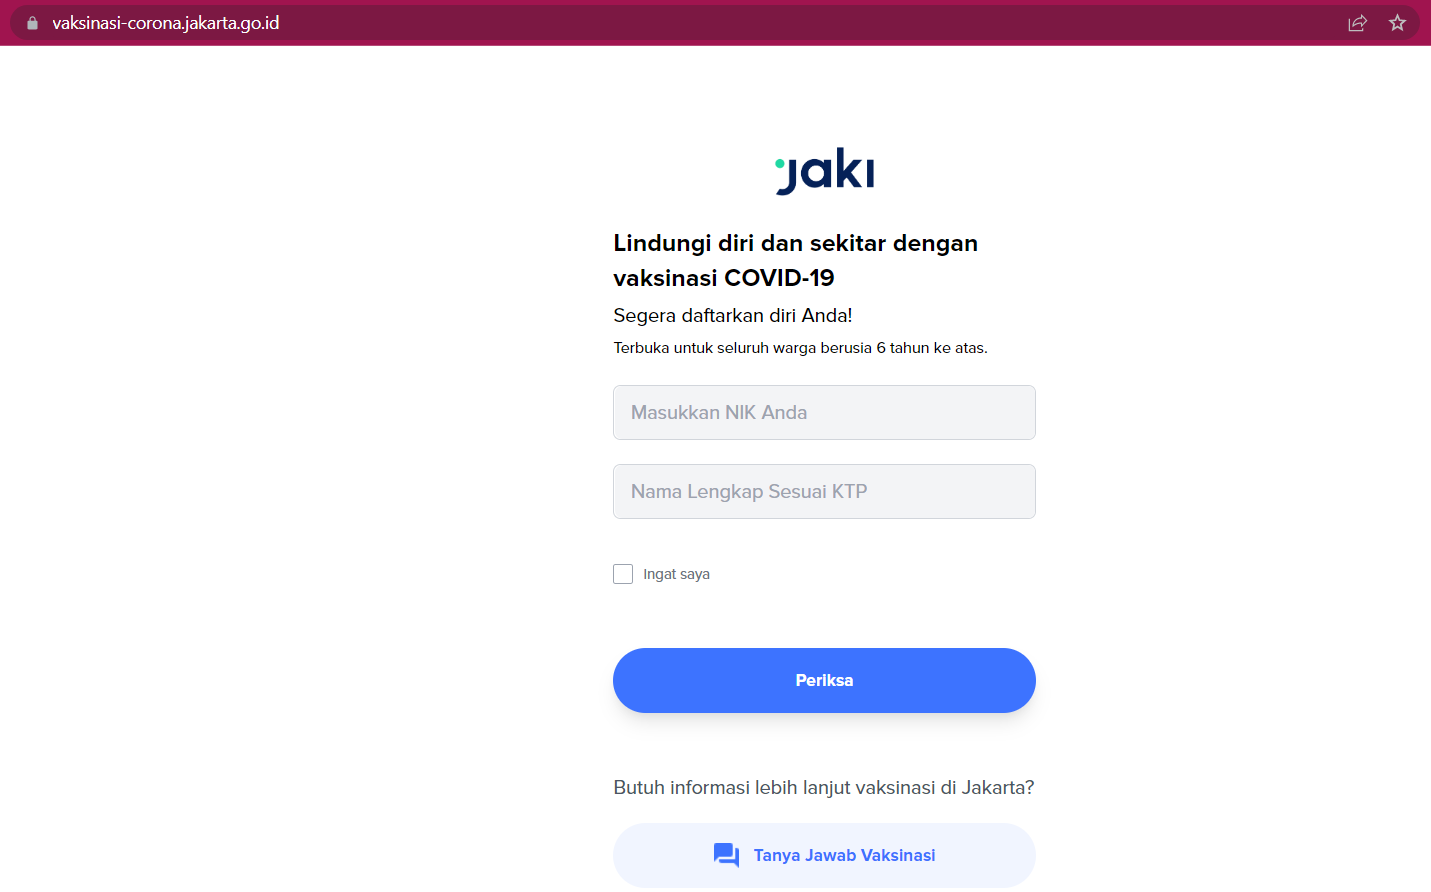 vaksinasi-corona.jakarta.go.id
jaki
Lindungi diri dan sekitar dengan
vaksinasi COVID-19
Segera daftarkan diri Anda!
Terbuka untuk seluruh warga berusia 6 tahun ke atas.
Masukkan NIK Anda
Nama Lengkap Sesuai KTP
Ingat saya
Periksa
Butuh informasi lebih lanjut vaksinasi di Jakarta?
Tanya Jawab Vaksinasi